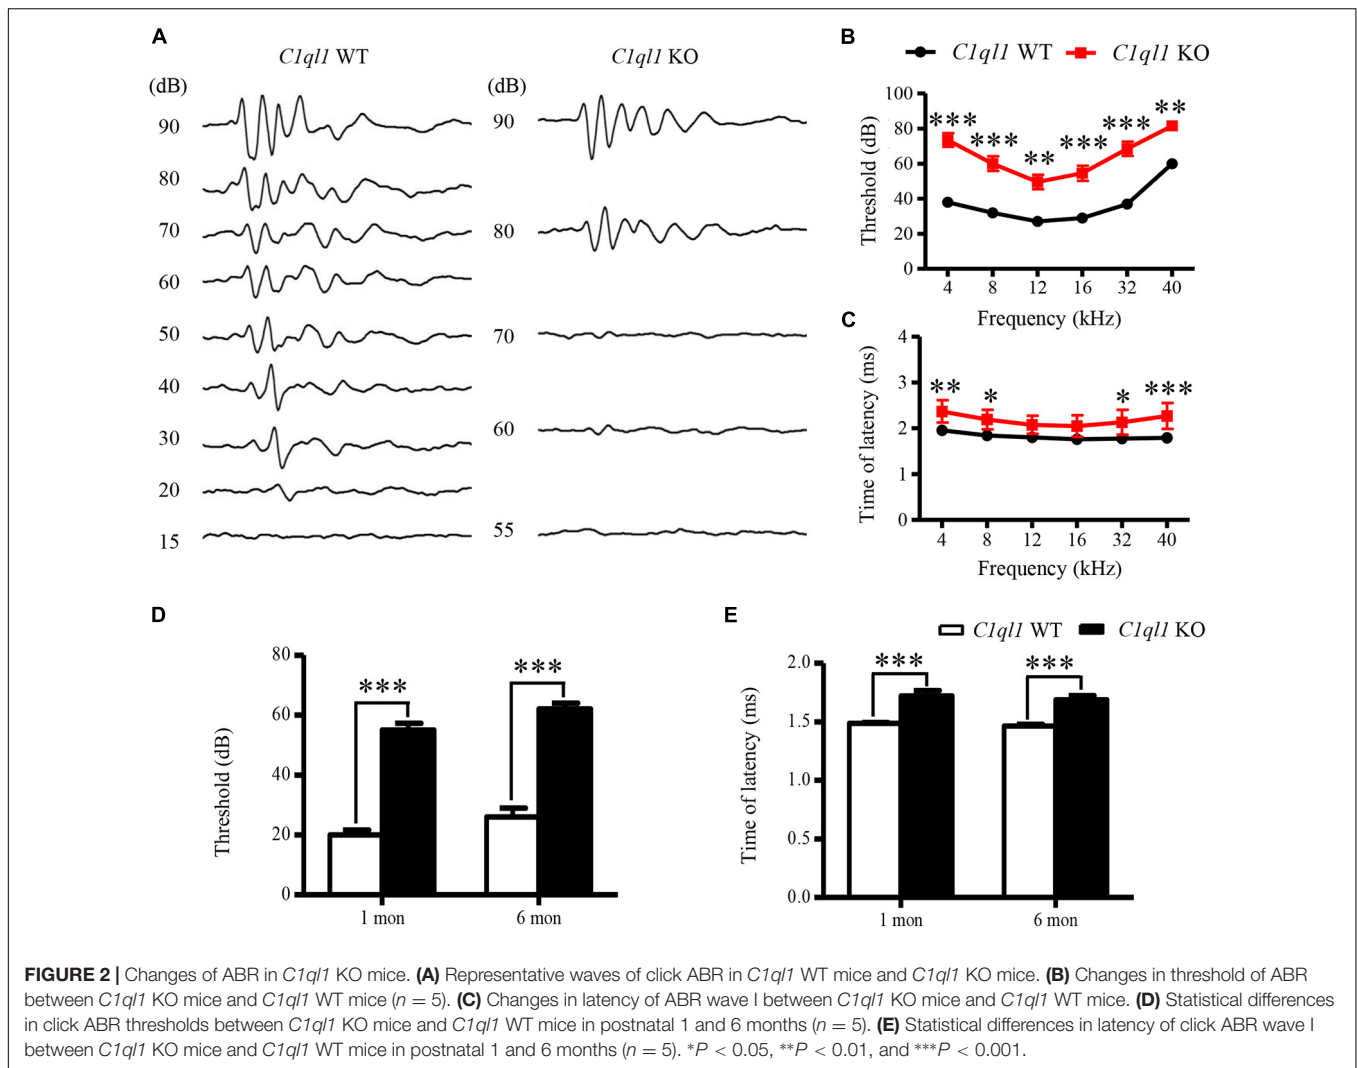 A
C1ql1 WT
C1ql1 KO
(dB)
90
80
70
60
50
40
30
20
15
(dB)
90
80
70
60
55
B
C1ql1 WT
C1ql1 KO
Threshold (dB)
100
80
60
40
20
0
*** *** ** *** *** **
4 8 12 16 32 40
Frequency (kHz)
C
Time of latency (ms)
4
3
2
1
0
** * * ***
4 8 12 16 32 40
Frequency (kHz)
D
Threshold (dB)
80
60
40
20
0
*** ***
1 mon 6 mon
E
C1ql1 WT C1ql1 KO
Time of latency (ms)
2.0
1.5
1.0
0.5
0.0
*** ***
1 mon 6 mon
FIGURE 2 | Changes of ABR in C1ql1 KO mice. (A) Representative waves of click ABR in C1ql1 WT mice and C1ql1 KO mice. (B) Changes in threshold of ABR
between C1ql1 KO mice and C1ql1 WT mice (n = 5). (C) Changes in latency of ABR wave I between C1ql1 KO mice and C1ql1 WT mice. (D) Statistical differences
in click ABR thresholds between C1ql1 KO mice and C1ql1 WT mice in postnatal 1 and 6 months (n = 5). (E) Statistical differences in latency of click ABR wave I
between C1ql1 KO mice and C1ql1 WT mice in postnatal 1 and 6 months (n = 5). *P < 0.05, **P < 0.01, and ***P < 0.001.